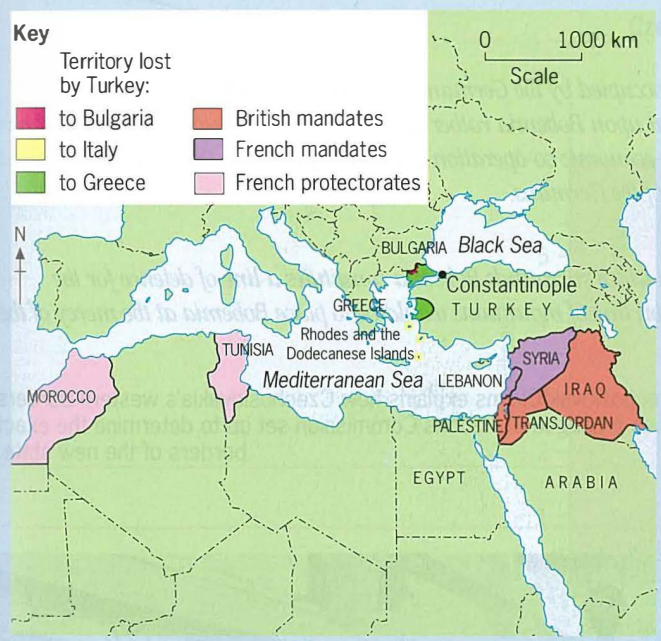 Key
Territory lost
by Turkey:
to Bulgaria
to Italy
to Greece
British mandates
French mandates
French protectorates
0 1000 km
Scale
N
BULGARIA
Black Sea
Constantinople
GREECE
TURKEY
Rhodes and the
Dodecanese Islands
TUNISIA
Mediterranean Sea
MOROCCO
SYRIA
LEBANON
IRAQ
PALESTINE
TRANSJORDAN
EGYPT
ARABIA